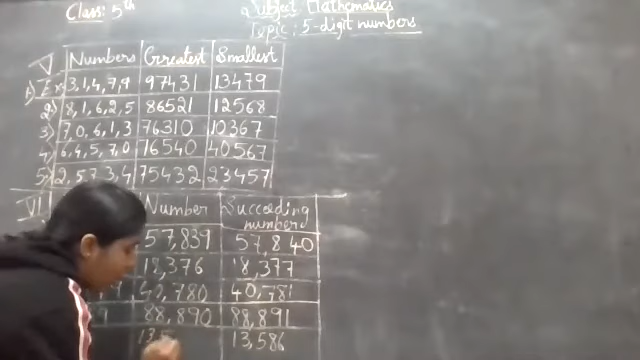 Class: 5th Subject: Mathematics
Topic: 5-digit numbers
V Numbers Greatest Smallest
1) Ex 3,1,4,7,9 97431 13479
2) 8,1,6,2,5 86521 12568
3) 7,0,6,1,3 76310 10367
4) 6,4,5,7,0 76540 40567
5) 2,5,7,3,4 75432 23457
VI Number Succeeding
number
57,839 57,840
18,376 18,377
40,780 40,781
9 88,890 88,891
13,5 13,586